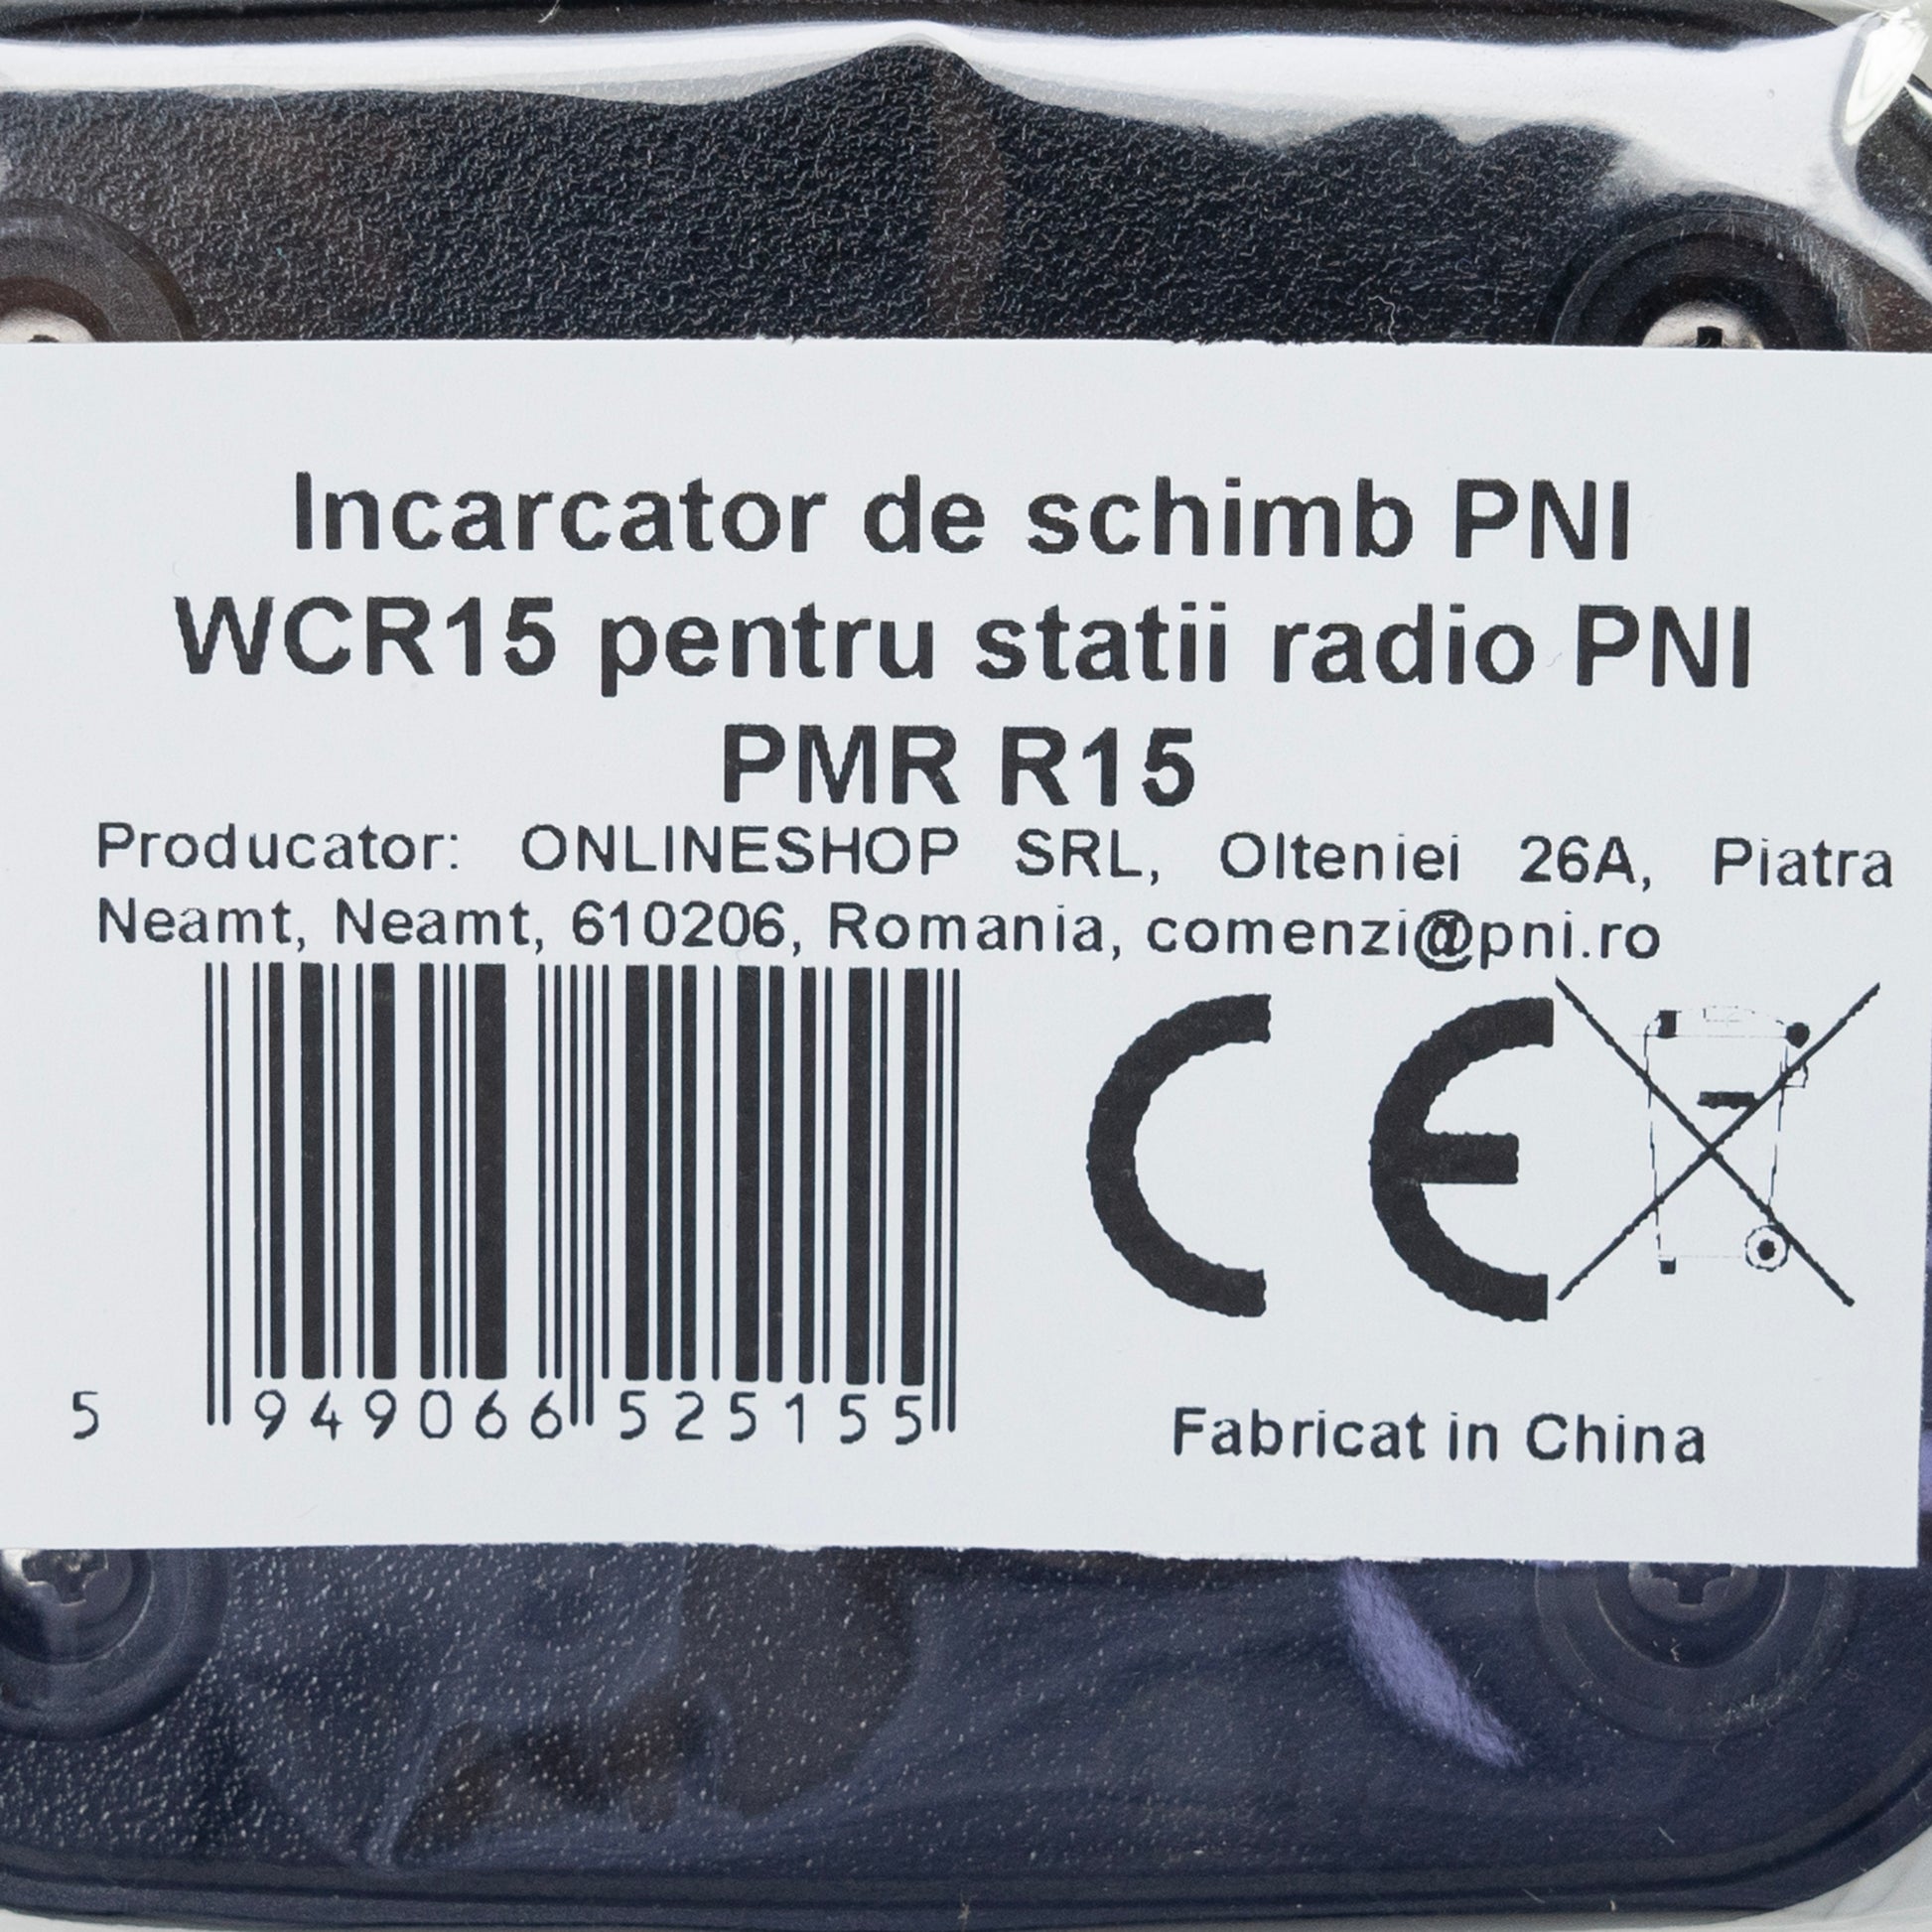 Incarcator de schimb PNI
WCR15 pentru statii radio PNI
PMR R15
Producator: ONLINESHOP SRL, Olteniei 26A, Piatra
Neamt, Neamt, 610206, Romania, comenzi@pni.ro
5 949066 525155
CE
Fabricat in China